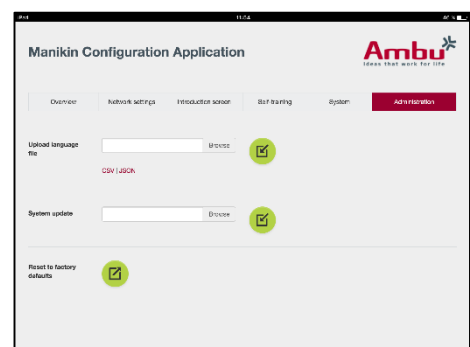 iPad 11:54
Manikin Configuration Application
Ambu
Ideas that work for life
Overview Network settings Introduction screen Self-training System Administration
Upload language file
Browse
CSV | JSON
System update
Browse
Reset to factory defaults